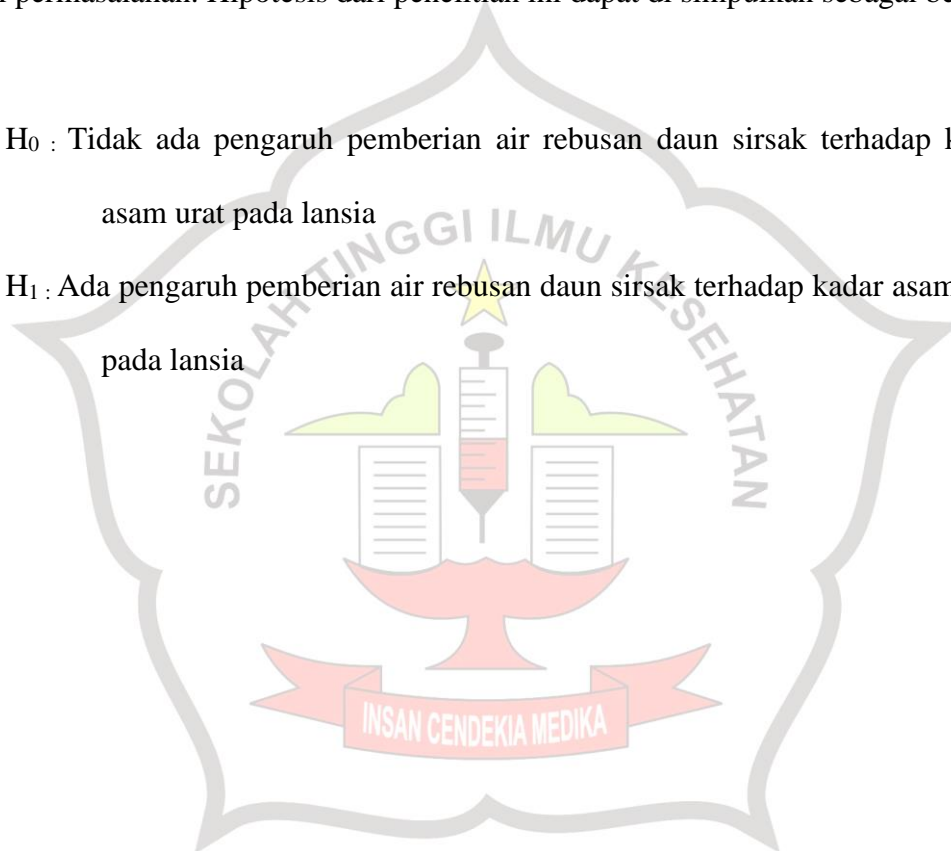 permasalahan. Hipotesis dari penelitian ini dapat di simpulkan sebagai
H0 : Tidak ada pengaruh pemberian air rebusan daun sirsak terhadap
asam urat pada lansia
H1 : Ada pengaruh pemberian air rebusan daun sirsak terhadap kadar asam
pada lansia
SEKOLAH TINGGI ILMU KESEHATAN
INSAN CENDEKIA MEDIKA